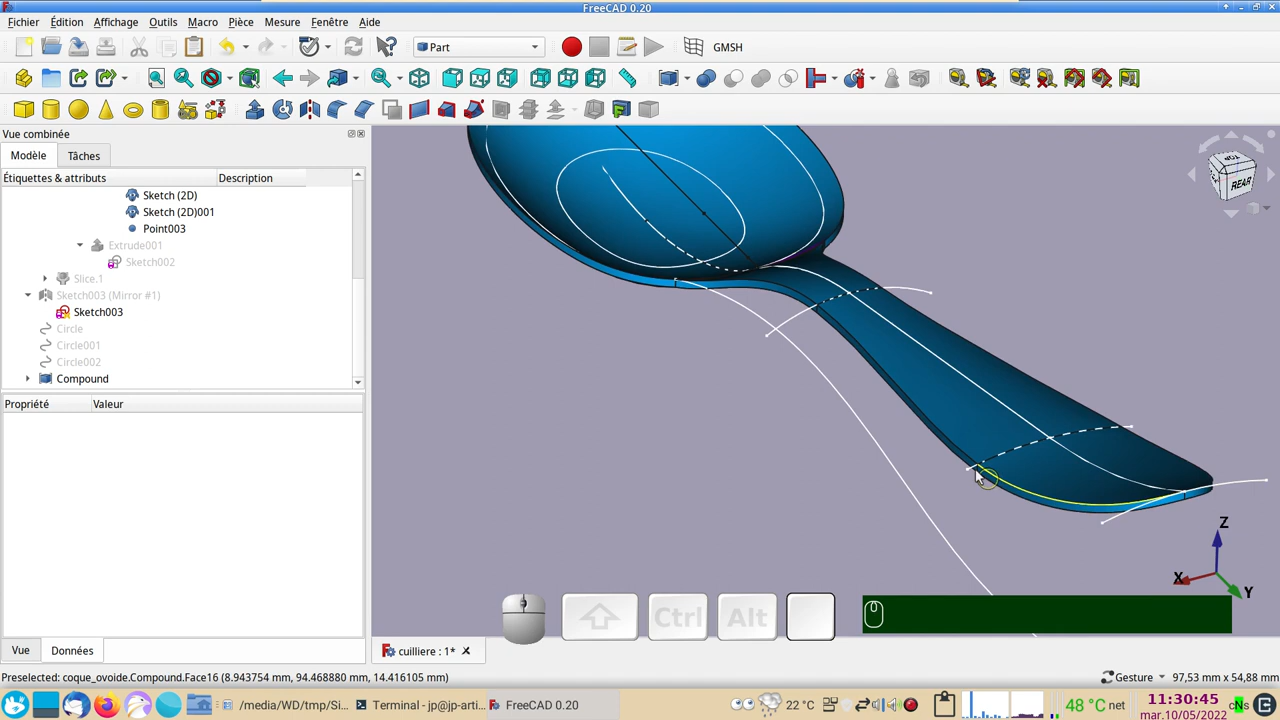 FreeCAD 0.20
Fichier Édition Affichage Outils Macro Pièce Mesure Fenêtre Aide
Part GMSH
Vue combinée
Modèle Tâches
Étiquettes & attributs Description
Sketch (2D)
Sketch (2D)001
Point003
Extrude001
Sketch002
Slice.1
Sketch003 (Mirror #1)
Sketch003
Circle
Circle001
Circle002
Compound
Propriété Valeur
REAR
Z
X
Y
Ctrl Alt
Vue Données
cuilliere : 1*
Preselected: coque_ovoide.Compound.Face16 (8.943754 mm, 94.468880 mm, 14.416105 mm)
Gesture 97,53 mm x 54,88 mm
/media/WD/tmp/Si... Terminal - jp@jp-arti... FreeCAD 0.20
22 °C
48 °C
net
11:30:45
mar.10/05/2022